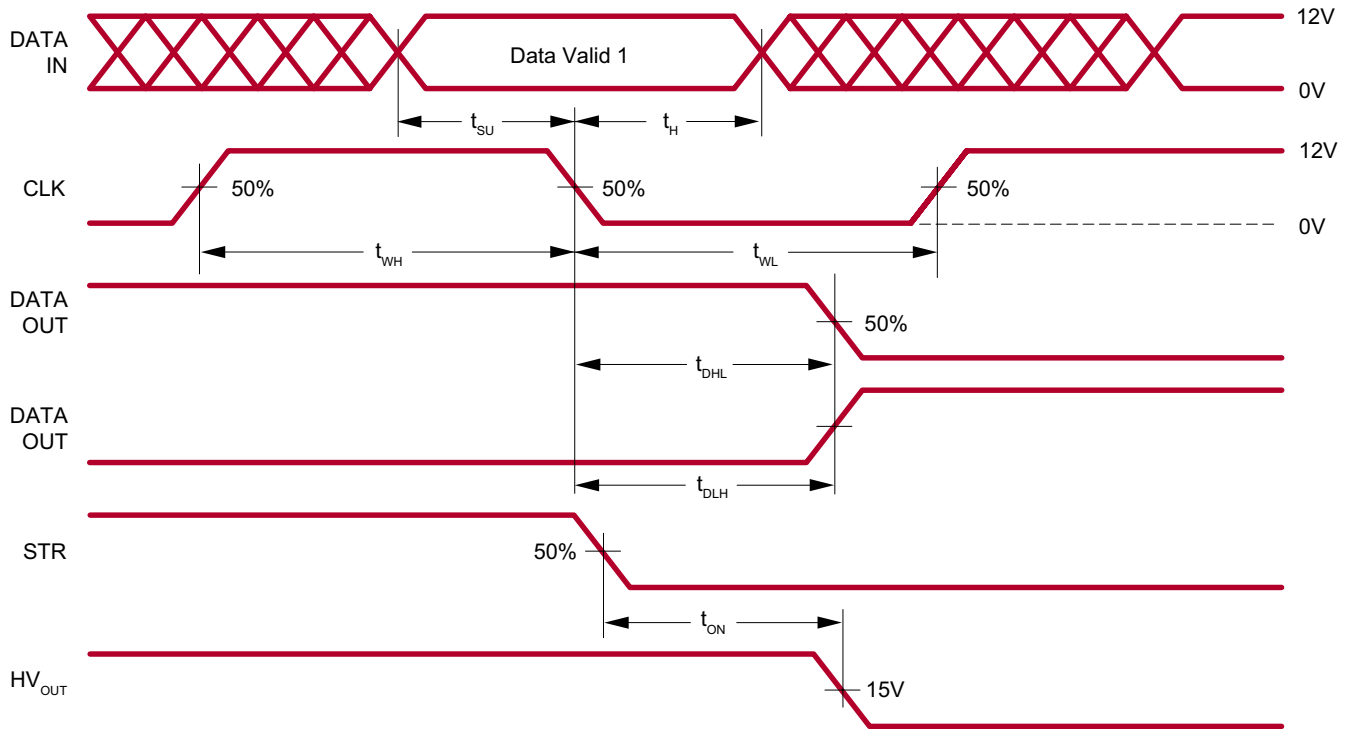 DATA IN
Data Valid 1
12V
0V
tSU
tH
CLK
50%
50%
50%
12V
0V
tWH
tWL
DATA OUT
50%
tDHL
DATA OUT
tDLH
STR
50%
tON
HVOUT
15V